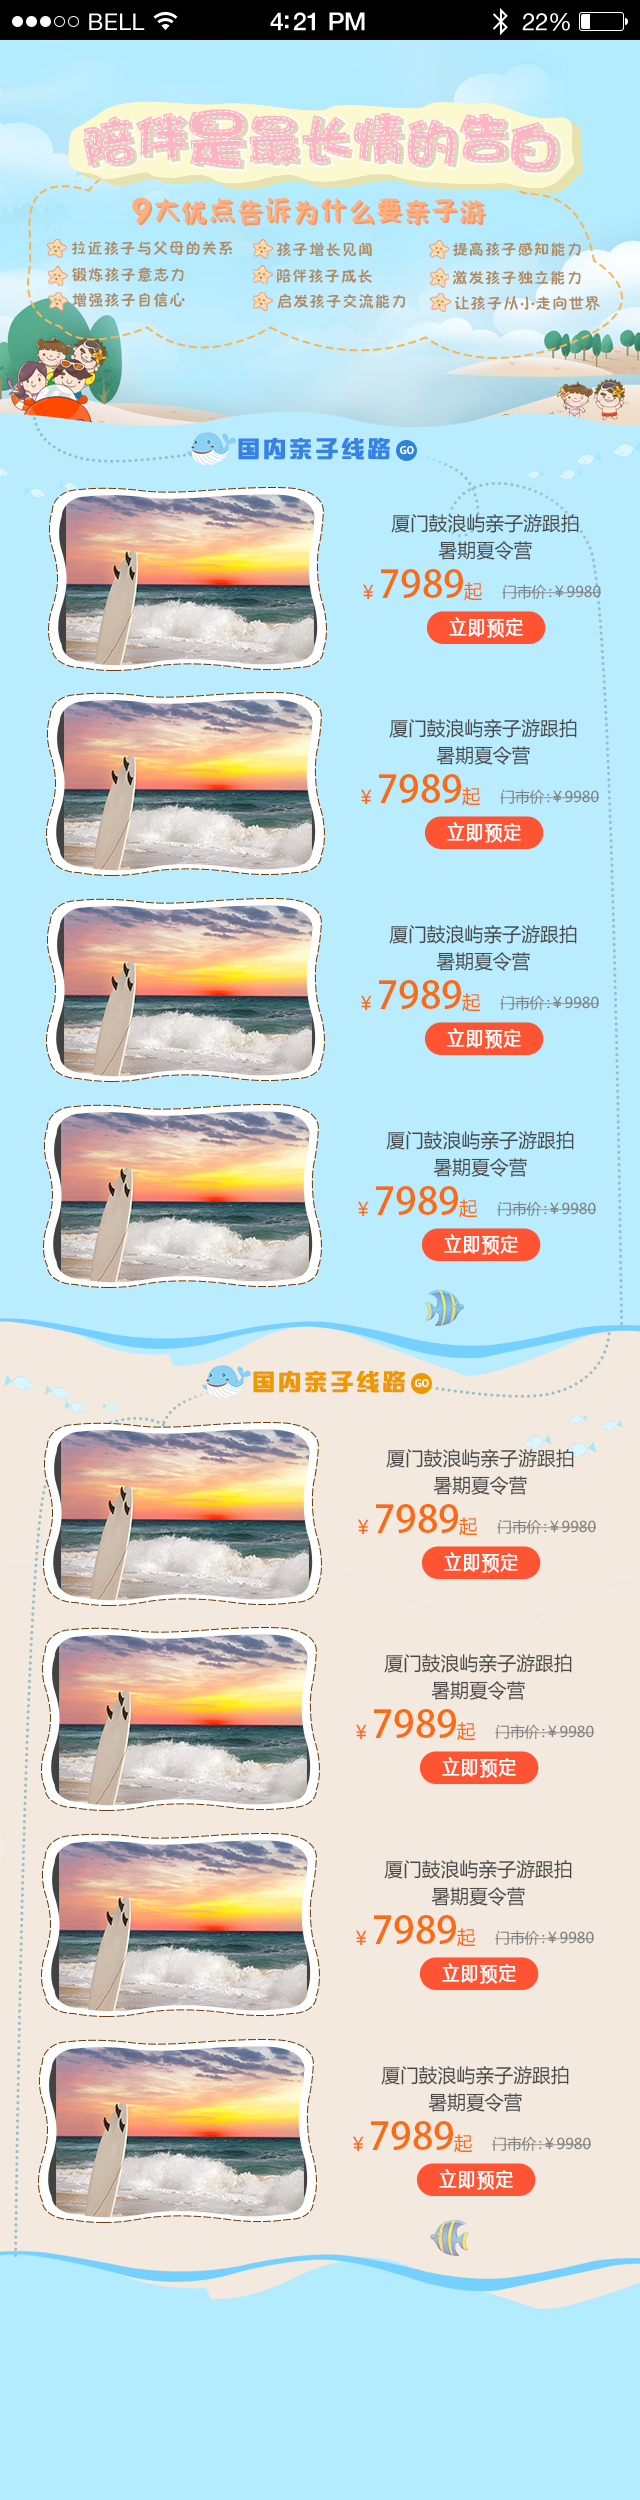 BELL 4:21 PM 22%
陪伴是最长情的告白
9大优点告诉为什么要亲子游
拉近孩子与父母的关系 孩子增长见闻 提高孩子感知能力
锻炼孩子意志力 陪伴孩子成长 激发孩子独立能力
增强孩子自信心 启发孩子交流能力 让孩子从小走向世界
国内亲子线路 GO
厦门鼓浪屿亲子游跟拍
暑期夏令营
¥ 7989起 门市价:¥9980
立即预定
厦门鼓浪屿亲子游跟拍
暑期夏令营
¥ 7989起 门市价:¥9980
立即预定
厦门鼓浪屿亲子游跟拍
暑期夏令营
¥ 7989起 门市价:¥9980
立即预定
厦门鼓浪屿亲子游跟拍
暑期夏令营
¥ 7989起 门市价:¥9980
立即预定
国内亲子线路 GO
厦门鼓浪屿亲子游跟拍
暑期夏令营
¥ 7989起 门市价:¥9980
立即预定
厦门鼓浪屿亲子游跟拍
暑期夏令营
¥ 7989起 门市价:¥9980
立即预定
厦门鼓浪屿亲子游跟拍
暑期夏令营
¥ 7989起 门市价:¥9980
立即预定
厦门鼓浪屿亲子游跟拍
暑期夏令营
¥ 7989起 门市价:¥9980
立即预定